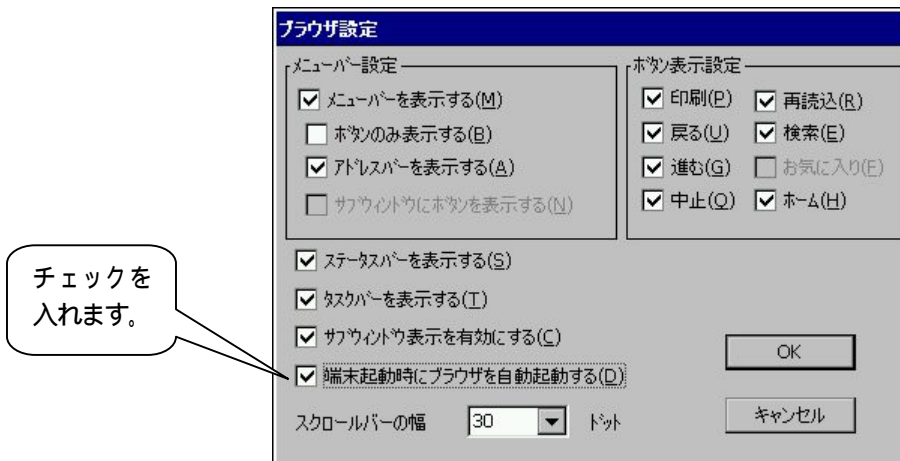 ブラウザ設定
ﾒﾆｭｰﾊﾞｰ設定
ﾒﾆｭｰﾊﾞｰを表示する(M)
ﾎﾞﾀﾝのみ表示する(B)
ｱﾄﾞﾚｽﾊﾞｰを表示する(A)
ｻﾌﾞｳｨﾝﾄﾞｳにﾎﾞﾀﾝを表示する(N)
ﾎﾞﾀﾝ表示設定
印刷(P)
再読込(R)
戻る(U)
検索(E)
進む(G)
お気に入り(F)
中止(Q)
ﾎｰﾑ(H)
ｽﾃｰﾀｽﾊﾞｰを表示する(S)
ﾀｽｸﾊﾞｰを表示する(T)
ｻﾌﾞｳｨﾝﾄﾞｳ表示を有効にする(C)
端末起動時にﾌﾞﾗｳｻﾞを自動起動する(D)
スクロールバーの幅
30
ﾄﾞｯﾄ
OK
キャンセル
チェックを
入れます。